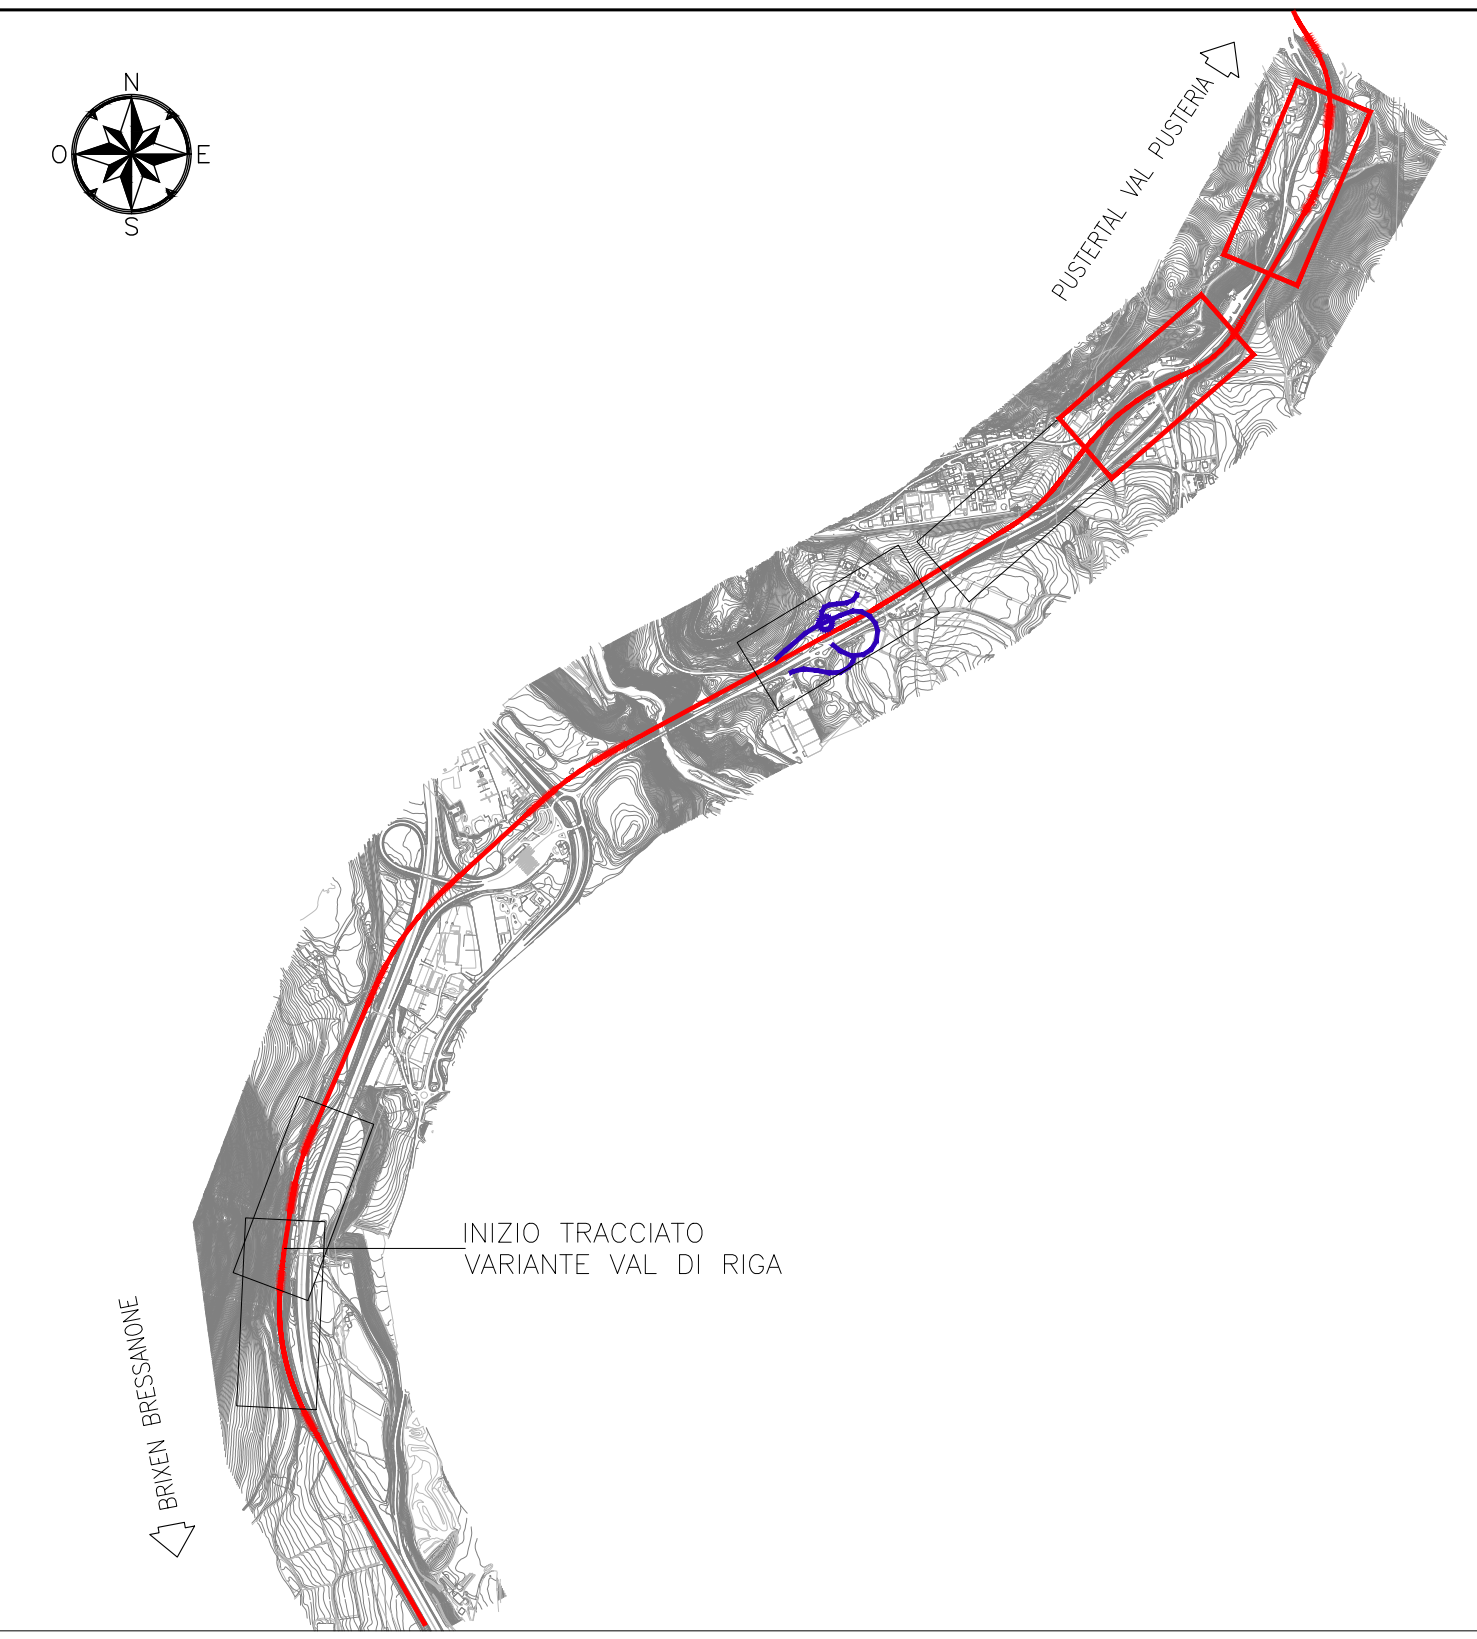 N
O E
S
PUSTERTAL VAL PUSTERIA
INIZIO TRACCIATO
VARIANTE VAL DI RIGA
BRIXEN BRESSANONE